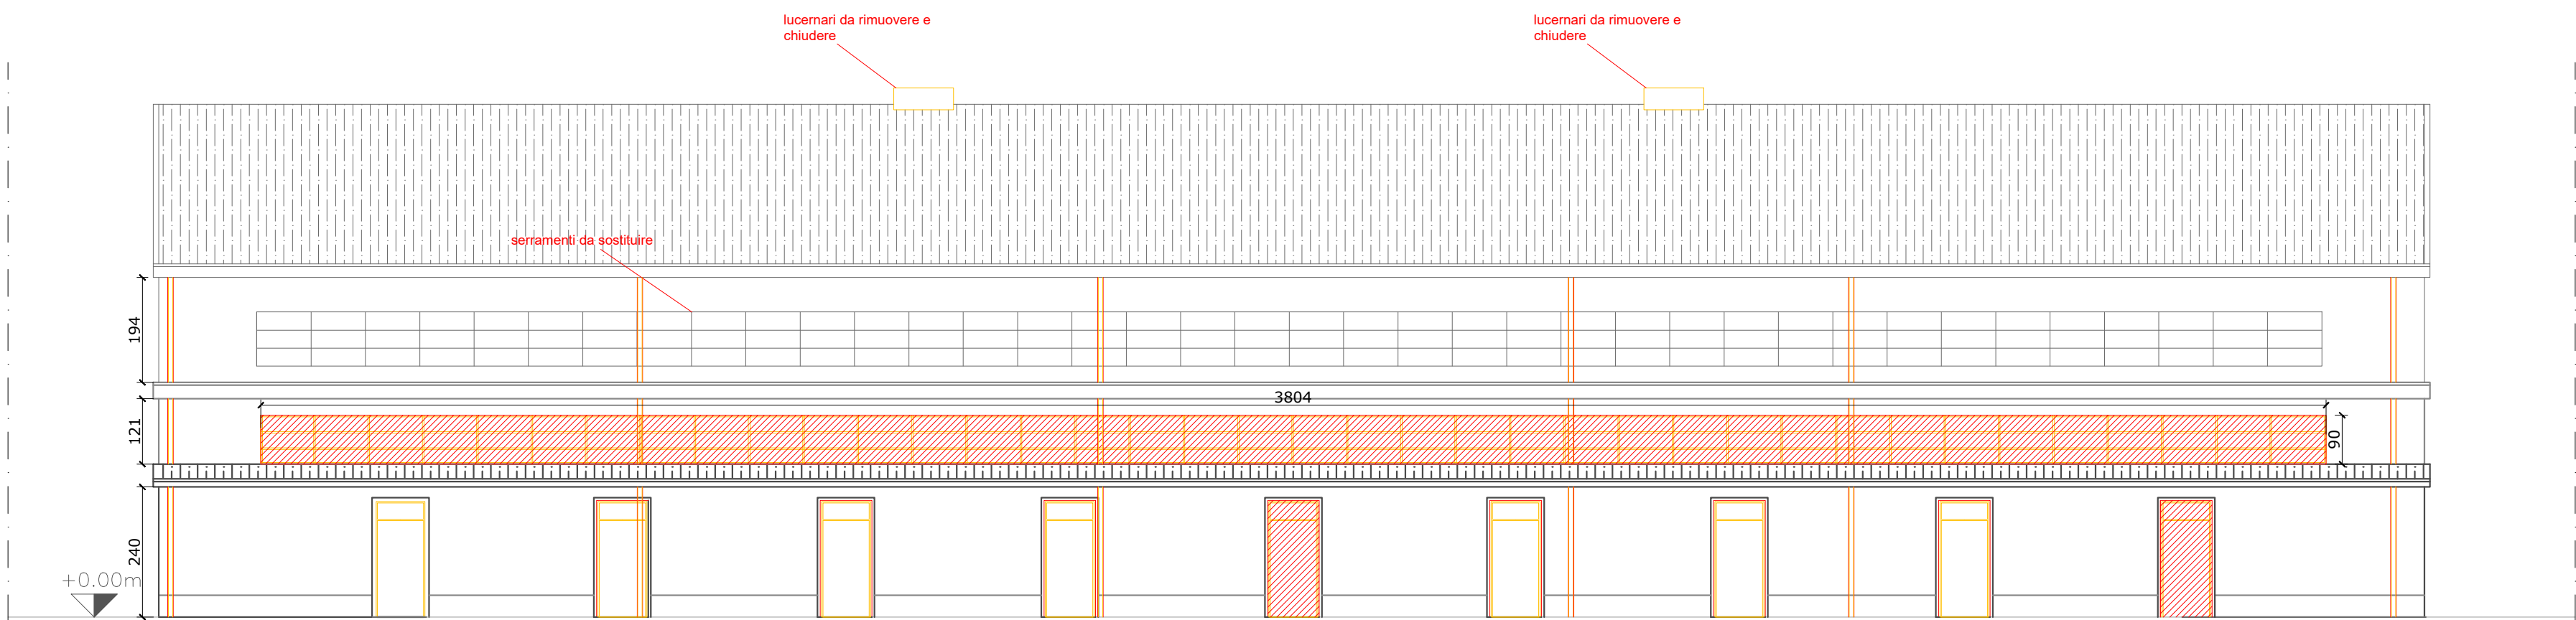 lucernari da rimuovere e
chiudere
lucernari da rimuovere e
chiudere
serramenti da sostituire
194
3804
121
90
240
+0.00m